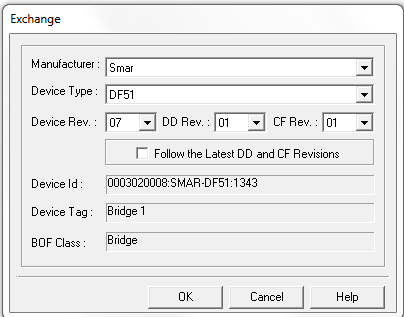 Exchange
Manufacturer : Smar
Device Type : DF51
Device Rev. : 07 DD Rev. : 01 CF Rev. : 01
Follow the Latest DD and CF Revisions
Device Id : 0003020008:SMAR-DF51:1343
Device Tag : Bridge 1
BOF Class : Bridge
OK Cancel Help